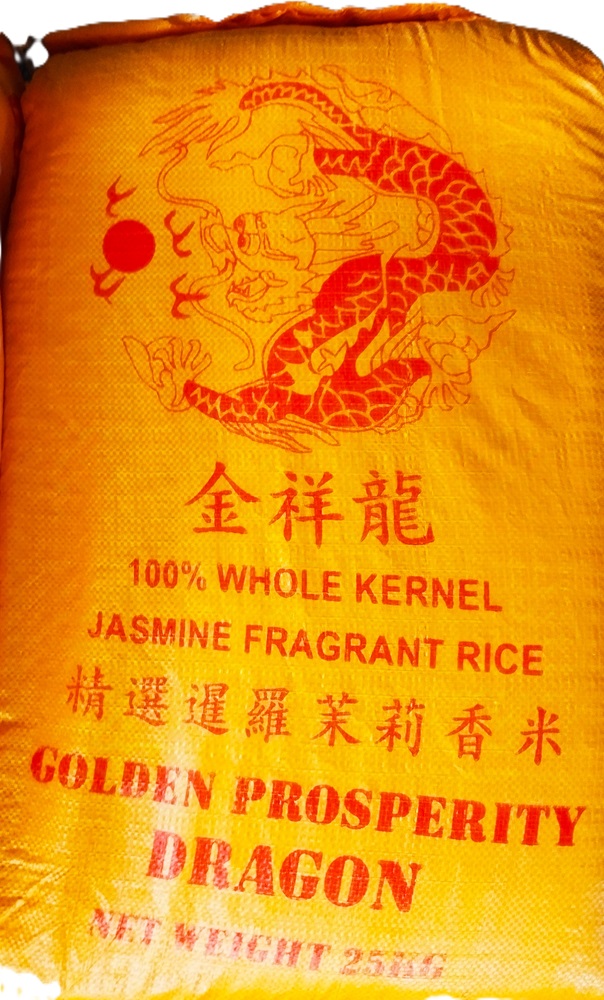 金祥龍
100% WHOLE KERNEL
JASMINE FRAGRANT RICE
精選暹羅茉莉香米
GOLDEN PROSPERITY
DRAGON
NET WEIGHT 25KG